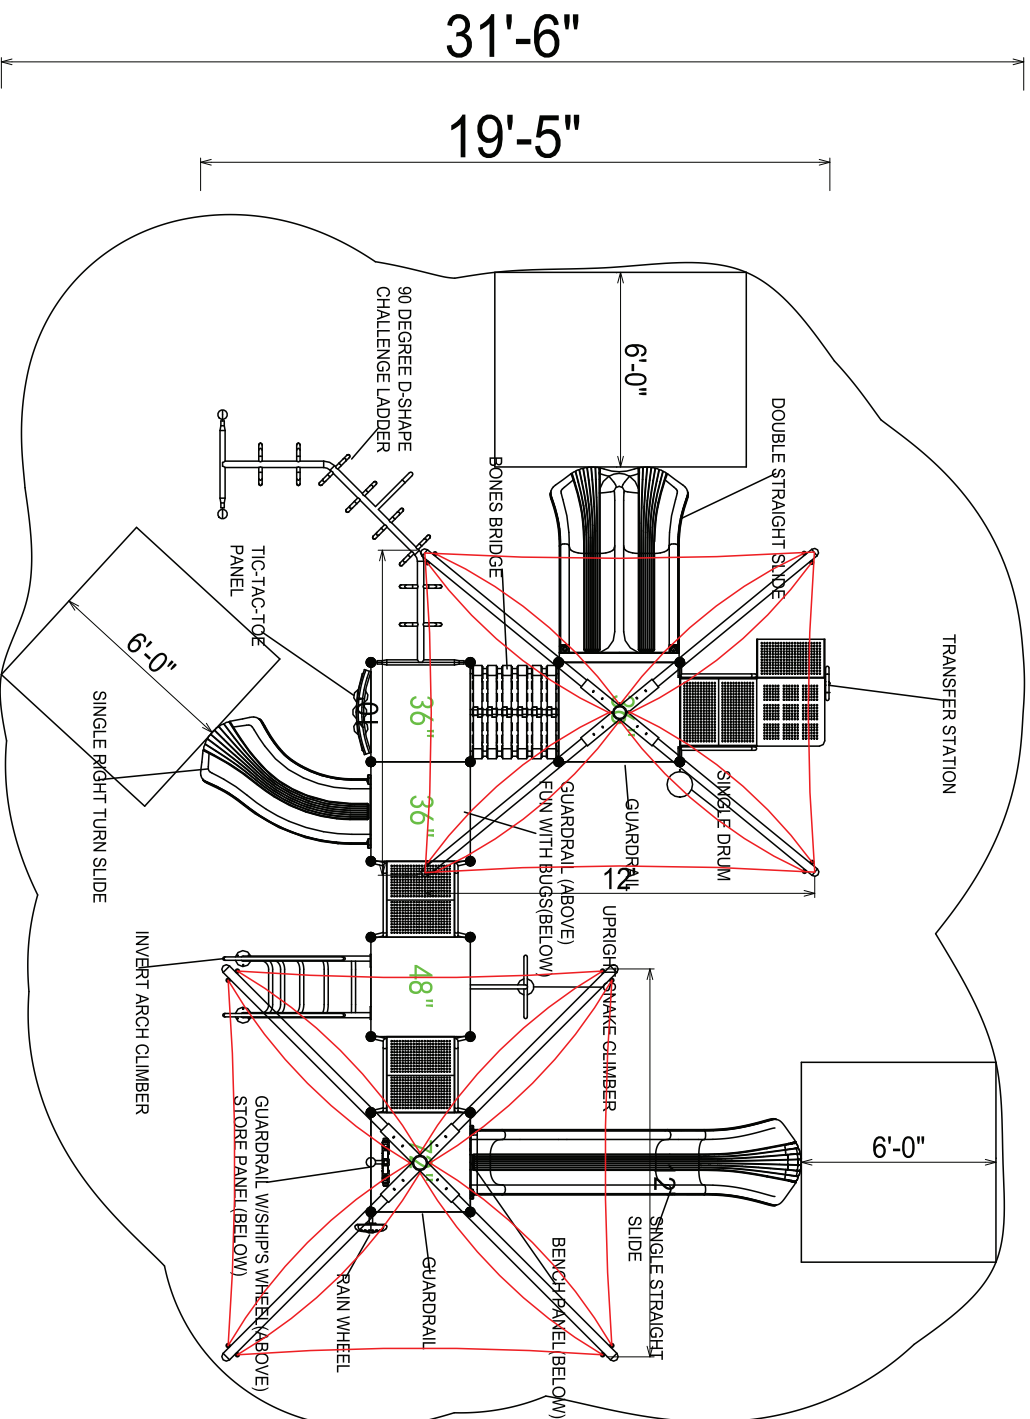 31'-6"
19'-5"
6'-0"
90 DEGREE D-SHAPE
CHALLENGE LADDER
DOUBLE STRAIGHT SLIDE
BONES BRIDGE
TIC-TAC-TOE
PANEL
TRANSFER STATION
6'-0"
SINGLE RIGHT TURN SLIDE
10'
36"
36"
SINGLE DRUM
GUARDRAIL
GUARDRAIL (ABOVE)
FUN WITH BUGS(BELOW)
12'
UPRIGHT SNAKE CLIMBER
INVERT ARCH CLIMBER
48"
GUARDRAIL W/SHIP'S WHEEL(ABOVE)
STORE PANEL(BELOW)
72"
12'
6'-0"
SINGLE STRAIGHT
SLIDE
BENCH PANEL(BELOW)
GUARDRAIL
RAIN WHEEL